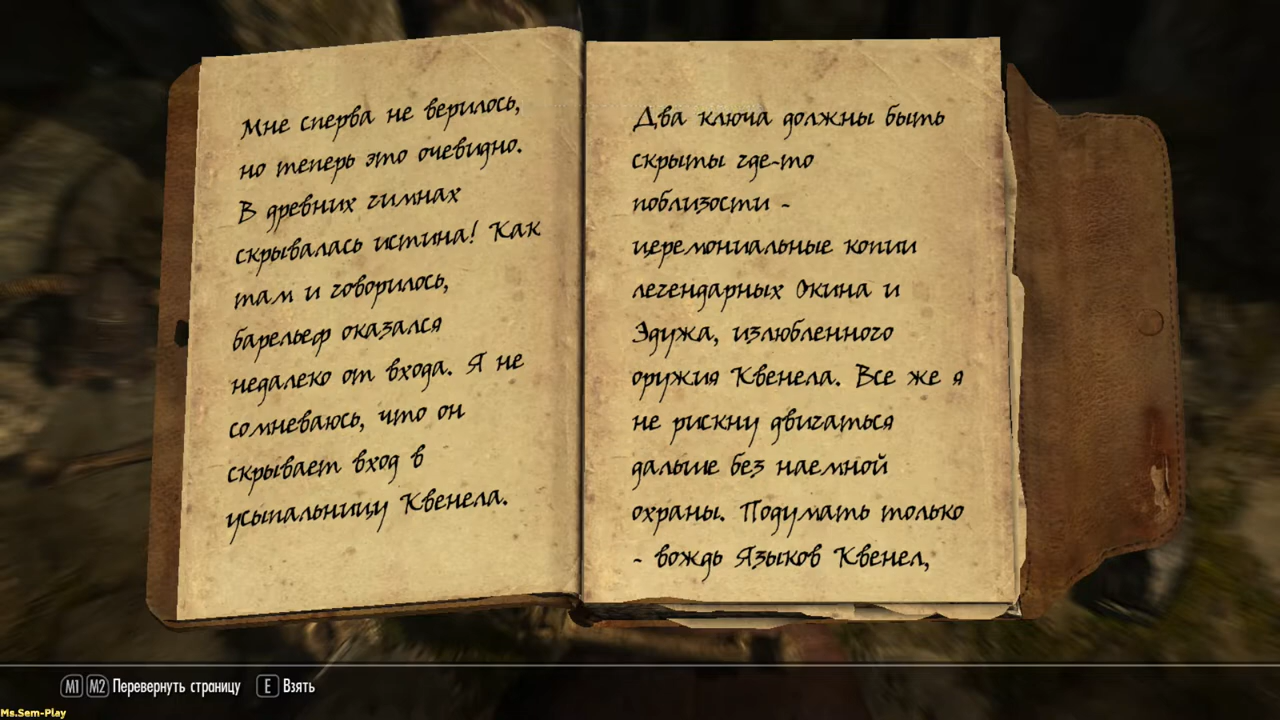 Мне сперва не верилось,
но теперь это очевидно.
В древних гимнах
скрывалась истина! Как
там и говорилось,
барельеф оказался
недалеко от входа. Я не
сомневаюсь, что он
скрывает вход в
усыпальницу Квенела.
Два ключа должны быть
скрыты где-то
поблизости -
церемониальные копии
легендарных Окина и
Эдужа, излюбленного
оружия Квенела. Все же я
не рискну двигаться
дальше без наемной
охраны. Подумать только
- вождь Языков Квенел,
M1 M2 Перевернуть страницу E Взять
Ms.Sem-Play